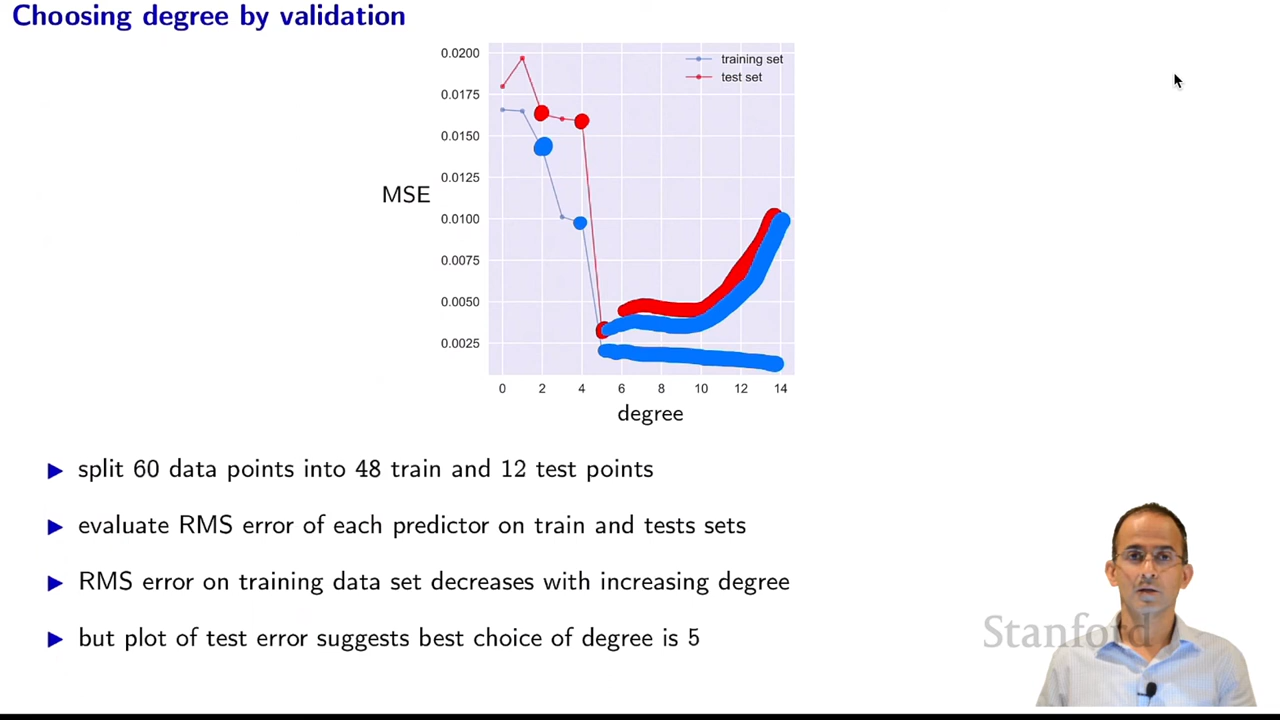 Choosing degree by validation
0.0200
0.0175
0.0150
0.0125
0.0100
0.0075
0.0050
0.0025
MSE
training set
test set
0 2 4 6 8 10 12 14
degree
▶ split 60 data points into 48 train and 12 test points
▶ evaluate RMS error of each predictor on train and tests sets
▶ RMS error on training data set decreases with increasing degree
▶ but plot of test error suggests best choice of degree is 5
Stanford